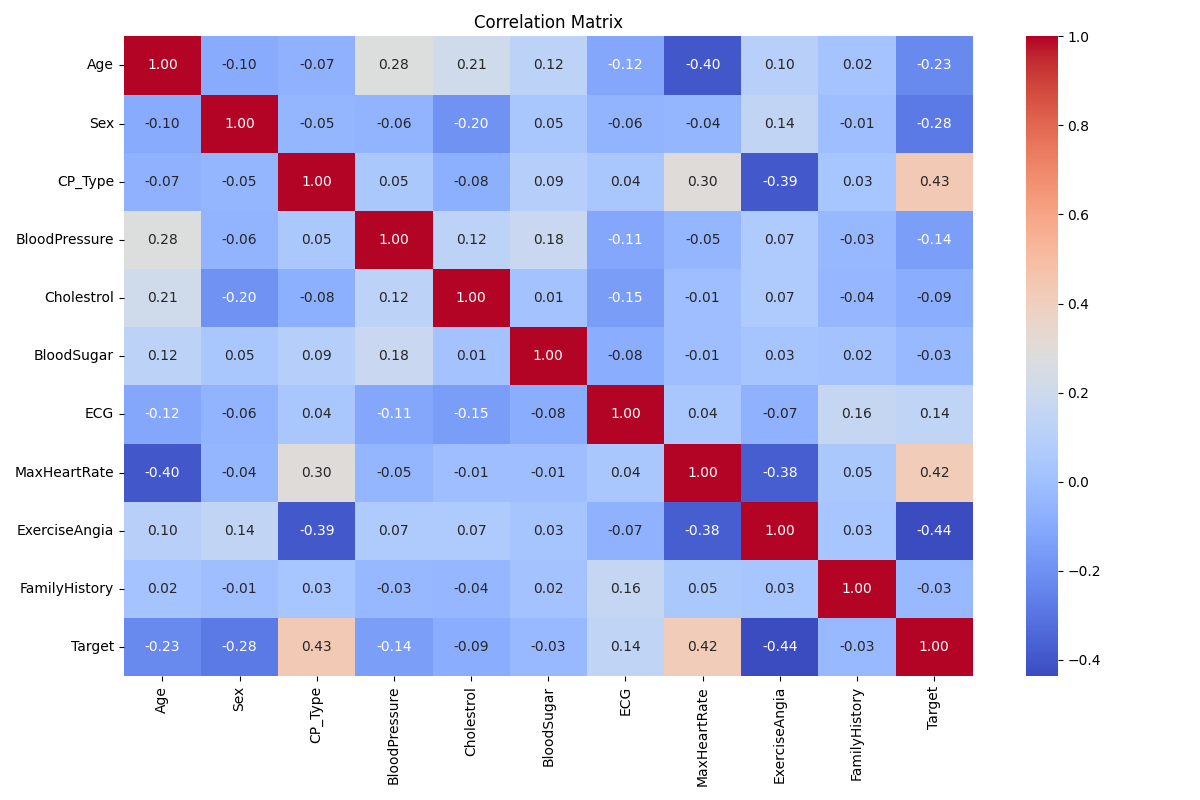 Correlation Matrix
Age 1.00 -0.10 -0.07 0.28 0.21 0.12 -0.12 -0.40 0.10 0.02 -0.23
Sex -0.10 1.00 -0.05 -0.06 -0.20 0.05 -0.06 -0.04 0.14 -0.01 -0.28
CP_Type -0.07 -0.05 1.00 0.05 -0.08 0.09 0.04 0.30 -0.39 0.03 0.43
BloodPressure 0.28 -0.06 0.05 1.00 0.12 0.18 -0.11 -0.05 0.07 -0.03 -0.14
Cholestrol 0.21 -0.20 -0.08 0.12 1.00 0.01 -0.15 -0.01 0.07 -0.04 -0.09
BloodSugar 0.12 0.05 0.09 0.18 0.01 1.00 -0.08 -0.01 0.03 0.02 -0.03
ECG -0.12 -0.06 0.04 -0.11 -0.15 -0.08 1.00 0.04 -0.07 0.16 0.14
MaxHeartRate -0.40 -0.04 0.30 -0.05 -0.01 -0.01 0.04 1.00 -0.38 0.05 0.42
ExerciseAngia 0.10 0.14 -0.39 0.07 0.07 0.03 -0.07 -0.38 1.00 0.03 -0.44
FamilyHistory 0.02 -0.01 0.03 -0.03 -0.04 0.02 0.16 0.05 0.03 1.00 -0.03
Target -0.23 -0.28 0.43 -0.14 -0.09 -0.03 0.14 0.42 -0.44 -0.03 1.00
Age Sex CP_Type BloodPressure Cholestrol BloodSugar ECG MaxHeartRate ExerciseAngia FamilyHistory Target
1.0
0.8
0.6
0.4
0.2
0.0
−0.2
−0.4